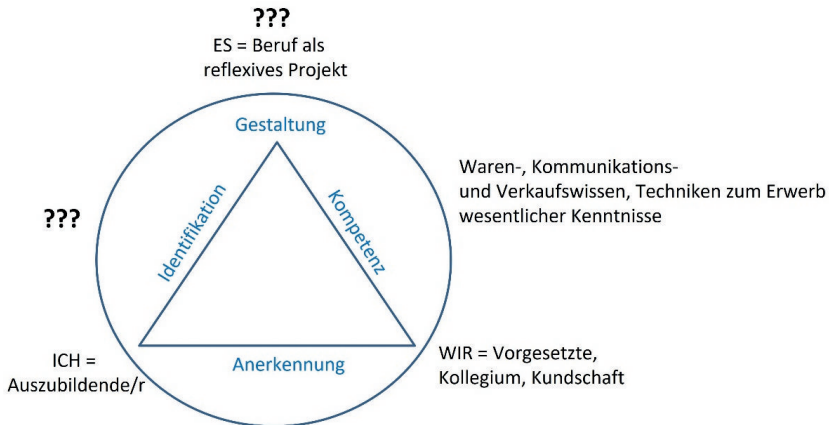 ???
ES = Beruf als
reflexives Projekt
Gestaltung
Waren-, Kommunikations-
und Verkaufswissen, Techniken zum Erwerb
wesentlicher Kenntnisse
???
Identifikation
Kompetenz
ICH =
Auszubildende/r
Anerkennung
WIR = Vorgesetzte,
Kollegium, Kundschaft